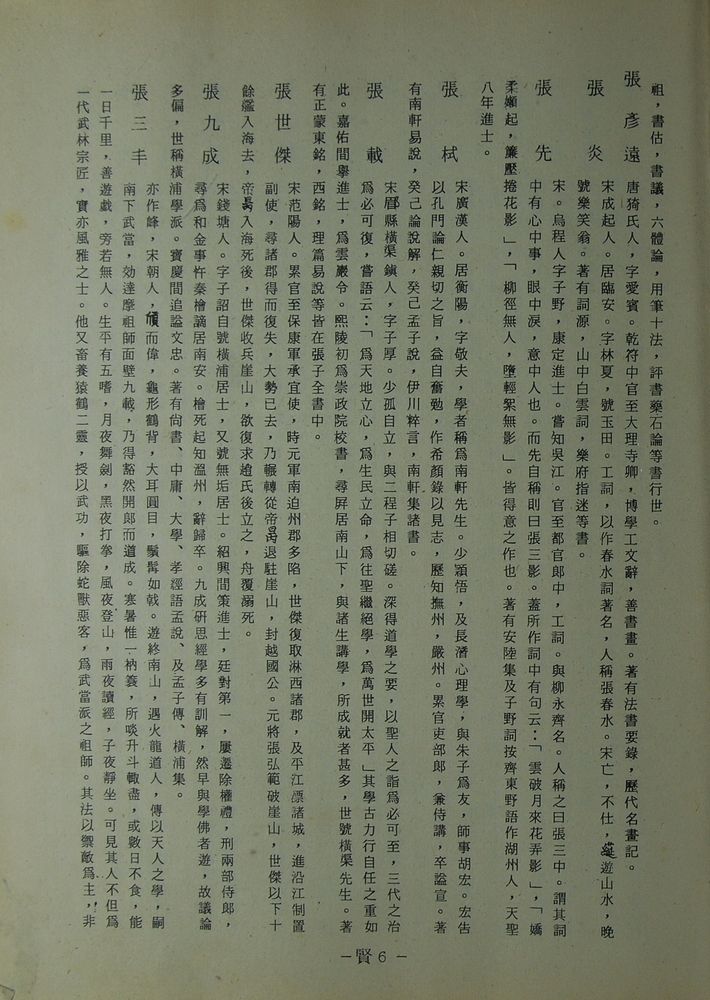 祖，書估，書議，六體論，用筆十法，評書藥石論等書行世。
張彥遠　唐猗氏人，字愛賓。乾符中官至大理寺卿，博學工文辭，善書畫。著有法書要錄，歷代名畫記。
張炎　宋成起人。居臨安。字林夏，號玉田。工詞，以作春水詞著名，人稱張春水。宋亡，不仕，遊山水，晚
號樂笑翁。著有詞源，山中白雲詞，樂府指迷等書。
張先　宋。烏程人字子野，康定進士。嘗知吳江。官至都官郎中，工詞。與柳永齊名。人稱之曰張三中。謂其詞
中有心中事，眼中淚，意中人也。而先自稱則曰張三影。蓋所作詞中有句云：「雲破月來花弄影」，「嬌
柔嬾起，簾壓捲花影」，「柳徑無人，墮輕絮無影」。皆得意之作也。著有安陸集及子野詞按齊東野語作湖州人，天聖
八年進士。
張栻　宋廣漢人。居衡陽，字敬夫，學者稱為南軒先生。少穎悟，及長潛心理學，與朱子為友，師事胡宏。宏告
以孔門論仁親切之旨，益自奮勉，作希顏錄以見志，歷知撫州，嚴州。累官吏部郎，兼侍講，卒謚宣。著
有南軒易說，癸己論說解，癸己孟子說，伊川粹言，南軒集諸書。
張載　宋郿縣橫渠鎮人，字子厚。少孤自立，與二程子相切磋。深得道學之要，以聖人之詣為必可至，三代之治
為必可復，嘗語云：「為天地立心，為生民立命，為往聖繼絕學，為萬世開太平」其學古力行自任之重如
此。嘉佑間舉進士，為雲巖令。熙陵初為崇政院校書，尋屏居南山下，與諸生講學，所成就者甚多，世號橫渠先生。著
有正蒙東銘，西銘，理篇易說等皆在張子全書中。
張世傑　宋范陽人。累官至保康軍承宜使，時元軍南迫州郡多陷，世傑復取淋西諸郡，及平江漂諸城，進沿江制置
副使，尋諸郡得而復失，大勢已去，乃輾轉從帝昺退駐崖山，封越國公。元將張弘範破崖山，世傑以下十
餘艦入海去，帝昺入海死後，世傑收兵崖山，欲復求趙氏後立之，舟覆溺死。
張九成　宋錢塘人。字子詔自號橫浦居士，又號無垢居士。紹興間策進士，廷對第一，屢遷除權禮，刑兩部侍郎，
尋為和金事忤秦檜謫居南安。檜死起知溫州，辭歸卒。九成研思經學多有訓解，然早與學佛者遊，故議論
多偏，世稱橫浦學派。寶慶間追謚文忠。著有尚書、中庸、大學、孝經語孟說、及孟子傳、橫浦集。
張三丰　亦作峰，宋朝人，頎而偉，龜形鶴背，大耳圓目，鬚髯如戟。遊終南山，遇火龍道人，傳以天人之學，嗣
南下武當，効達摩祖師面壁九載，乃得豁然開郎而道成。寒暑惟一衲簑，所啖升斗輒盡，或數日不食，能
一日千里，善遊戲，旁若無人。生平有五嗜，月夜舞劍，黑夜打拳，風夜登山，雨夜讀經，子夜靜坐。可見其人不但為
一代武林宗匠，實亦風雅之士。他又畜養猿鶴二靈，授以武功，驅除蛇獸惡客，為武當派之祖師。其法以禦敵為主，非
－賢6－